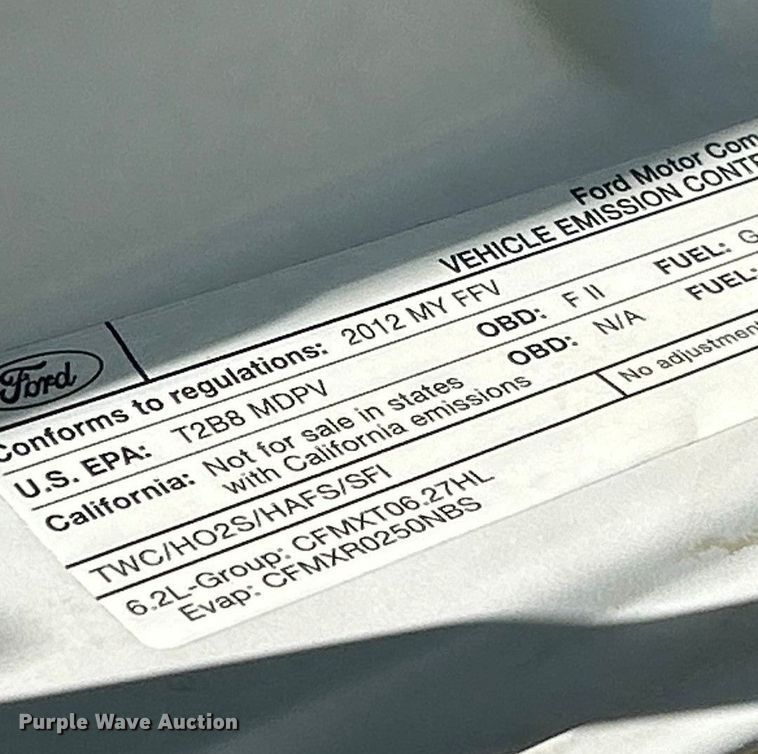 Ford Motor Com
VEHICLE EMISSION CONT
Ford
Conforms to regulations: 2012 MY FFV
U.S. EPA: T2B8 MDPV OBD: F II FUEL: G
California: Not for sale in states OBD: N/A FUEL:
with California emissions
TWC/HO2S/HAFS/SFI No adjustment
6.2L-Group: CFMXT06.27HL
Evap: CFMXR0250NBS
Purple Wave Auction